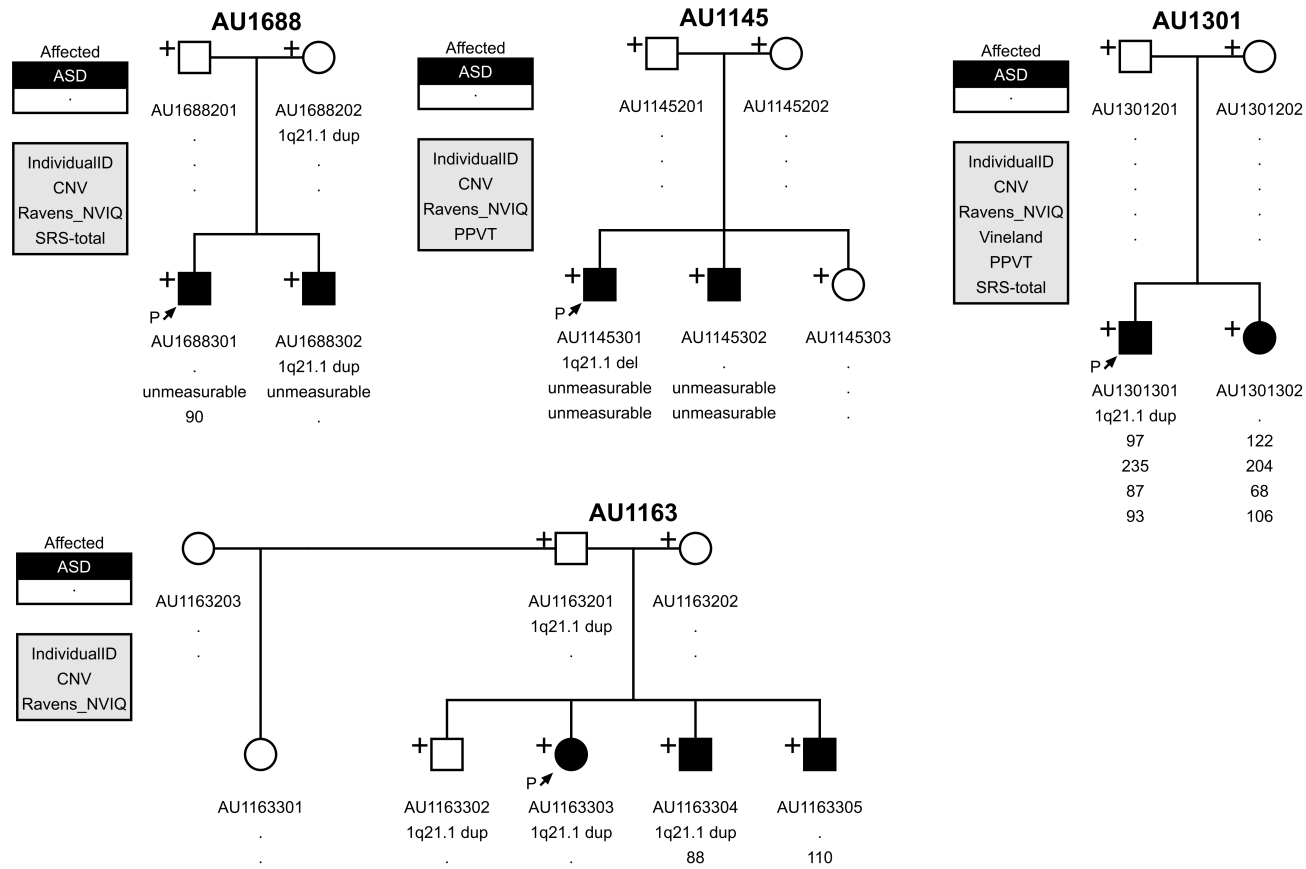 AU1688
Affected
ASD
.
IndividualID
CNV
Ravens_NVIQ
SRS-total
+ +
AU1688201 AU1688202
. 1q21.1 dup
. .
. .
+ +
P
AU1688301 AU1688302
. 1q21.1 dup
unmeasurable unmeasurable
90 .
AU1145
Affected
ASD
.
IndividualID
CNV
Ravens_NVIQ
PPVT
+ +
AU1145201 AU1145202
. .
. .
. .
+ + +
P
AU1145301 AU1145302 AU1145303
1q21.1 del . .
unmeasurable unmeasurable .
unmeasurable unmeasurable .
AU1301
Affected
ASD
.
IndividualID
CNV
Ravens_NVIQ
Vineland
PPVT
SRS-total
+ +
AU1301201 AU1301202
. .
. .
. .
. .
. .
+ +
P
AU1301301 AU1301302
1q21.1 dup .
97 122
235 204
87 68
93 106
AU1163
Affected
ASD
.
IndividualID
CNV
Ravens_NVIQ
+ +
AU1163203 AU1163201 AU1163202
. 1q21.1 dup .
. . .
+ + + +
P
AU1163301 AU1163302 AU1163303 AU1163304 AU1163305
. 1q21.1 dup 1q21.1 dup 1q21.1 dup .
. . . 88 110